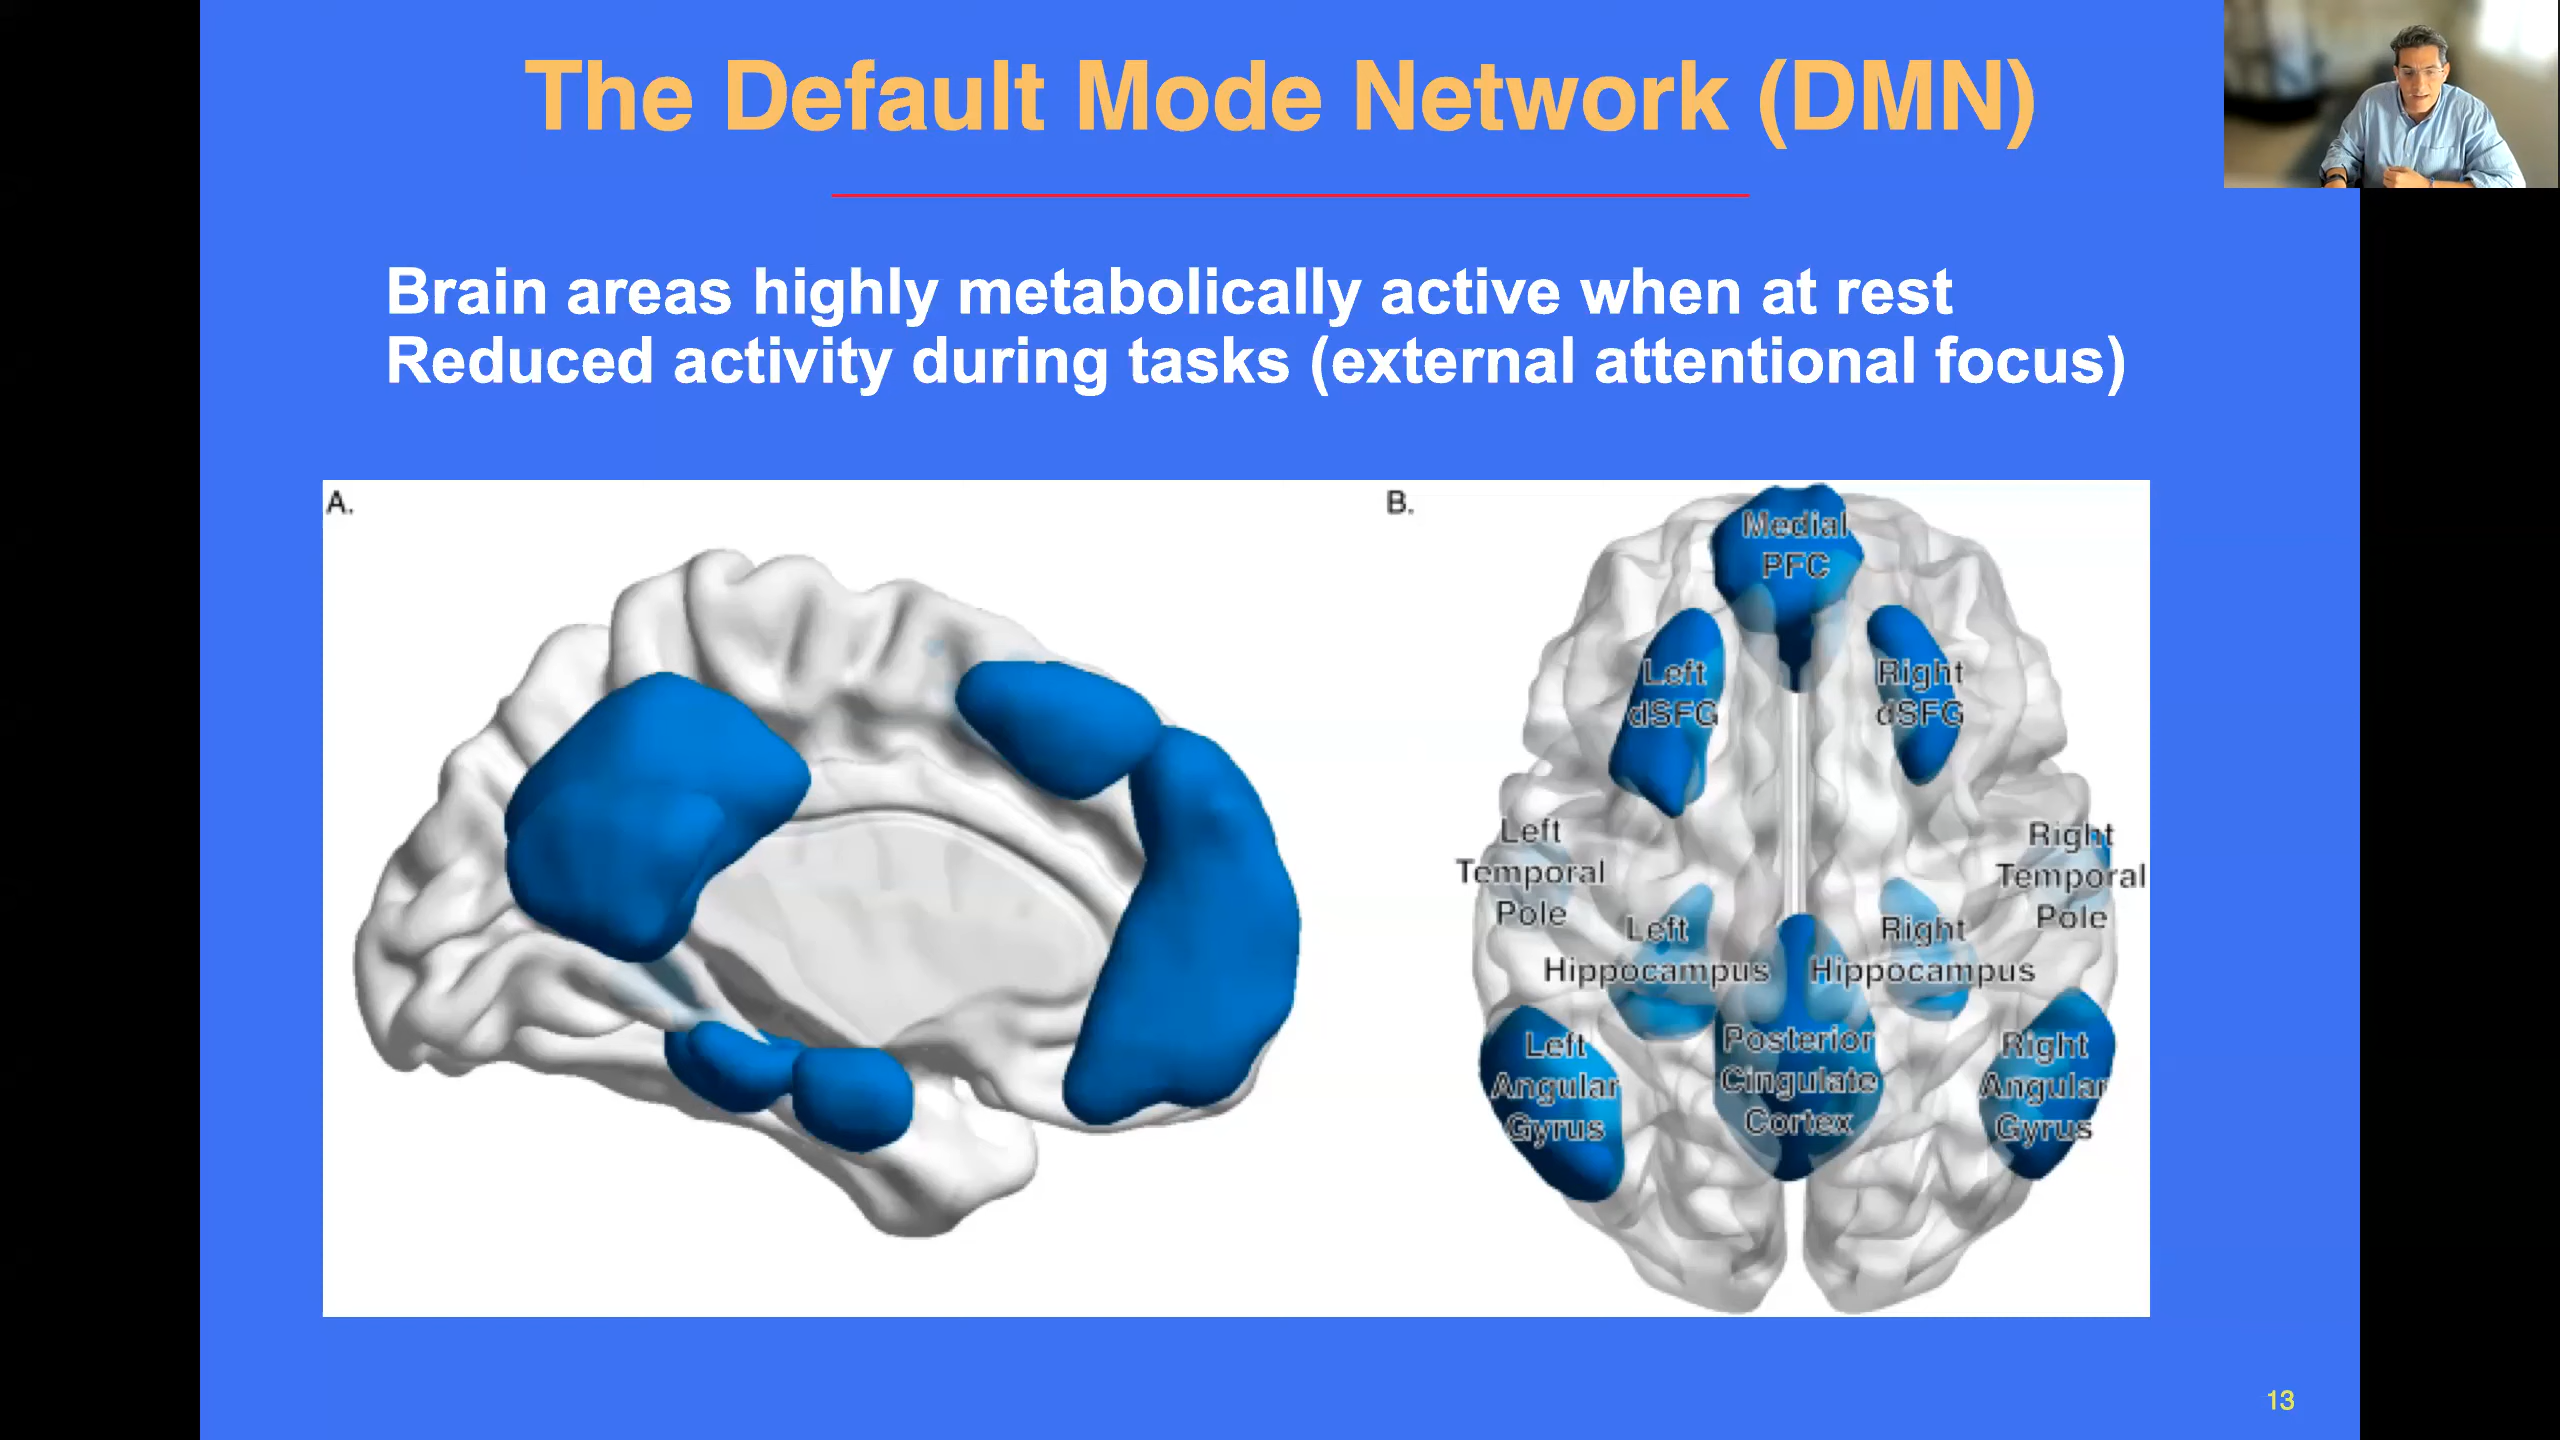 The Default Mode Network (DMN)
Brain areas highly metabolically active when at rest
Reduced activity during tasks (external attentional focus)
A.
B.
Medial
PFC
Left
dSFG
Right
dSFG
Left
Temporal
Pole
Right
Temporal
Pole
Left
Hippocampus
Right
Hippocampus
Left
Angular
Gyrus
Posterior
Cingulate
Cortex
Right
Angular
Gyrus
13